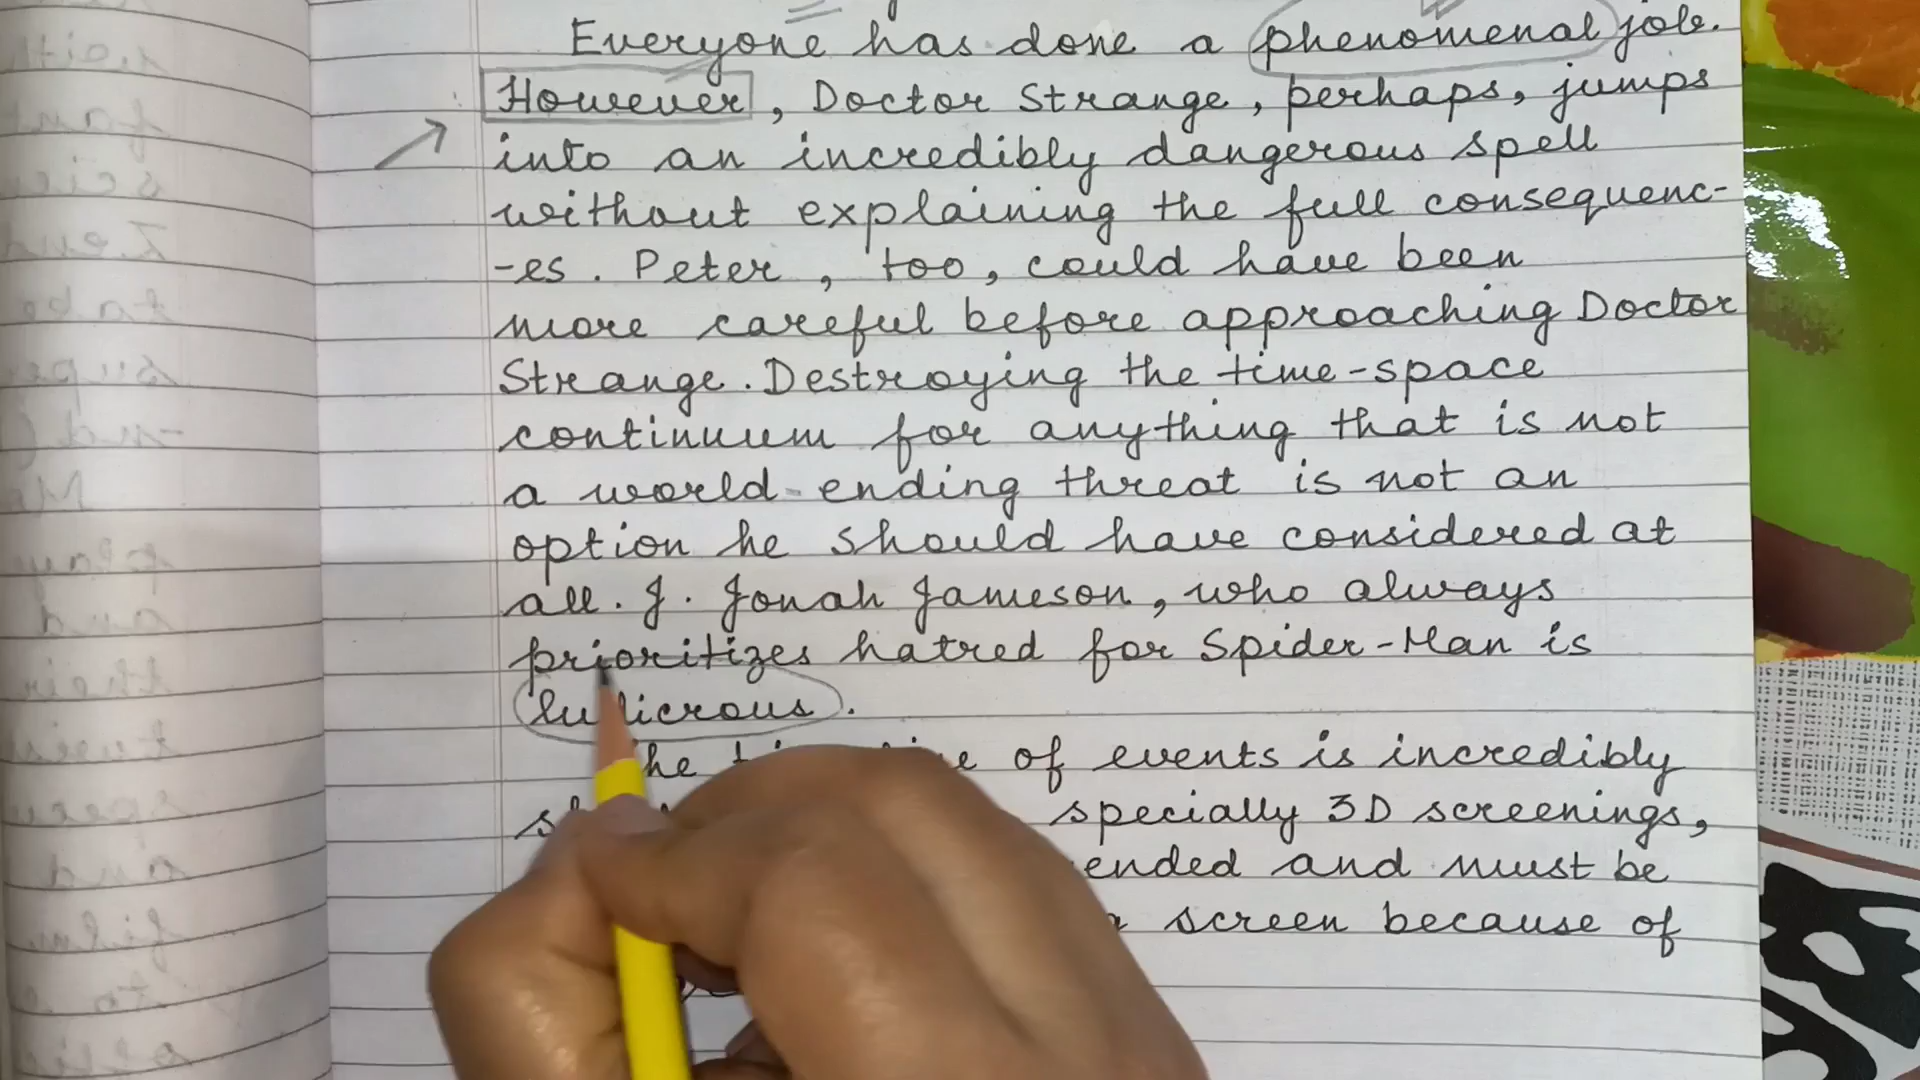 Everyone has done a phenomenal job.
However, Doctor Strange, perhaps, jumps
into an incredibly dangerous spell
without explaining the full consequenc-
-es. Peter, too, could have been
more careful before approaching Doctor
Strange. Destroying the time-space
continuum for anything that is not
a world-ending threat is not an
option he should have considered at
all. J. Jonah Jameson, who always
prioritizes hatred for Spider-Man is
ludicrous.
of events is incredibly
specially 3D screenings,
and must be
screen because of